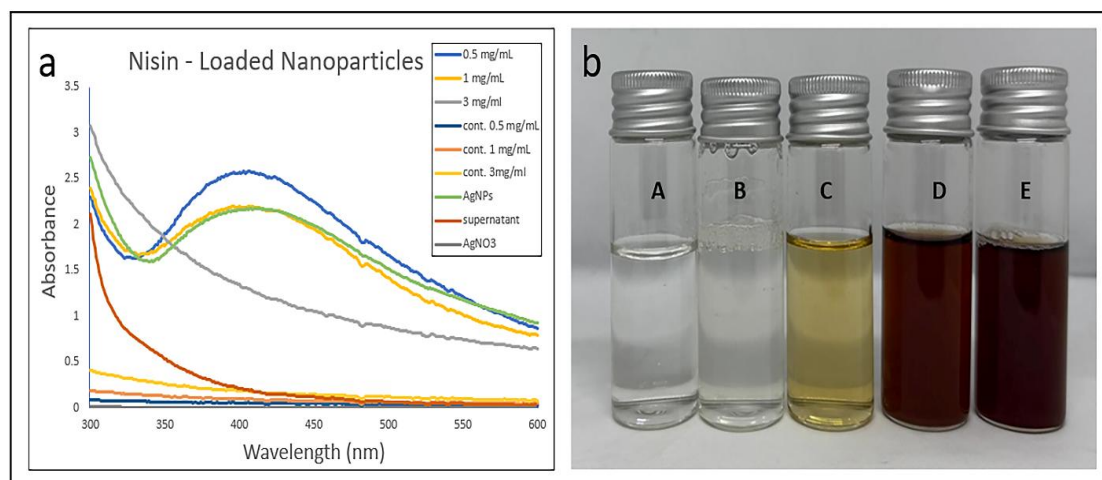 a
Nisin - Loaded Nanoparticles
3.5
3
2.5
2
1.5
1
0.5
0
Absorbance
300
350
400
450
500
550
600
Wavelength (nm)
0.5 mg/mL
1 mg/mL
3 mg/ml
cont. 0.5 mg/mL
cont. 1 mg/mL
cont. 3mg/ml
AgNPs
supernatant
AgNO3
b
A
B
C
D
E